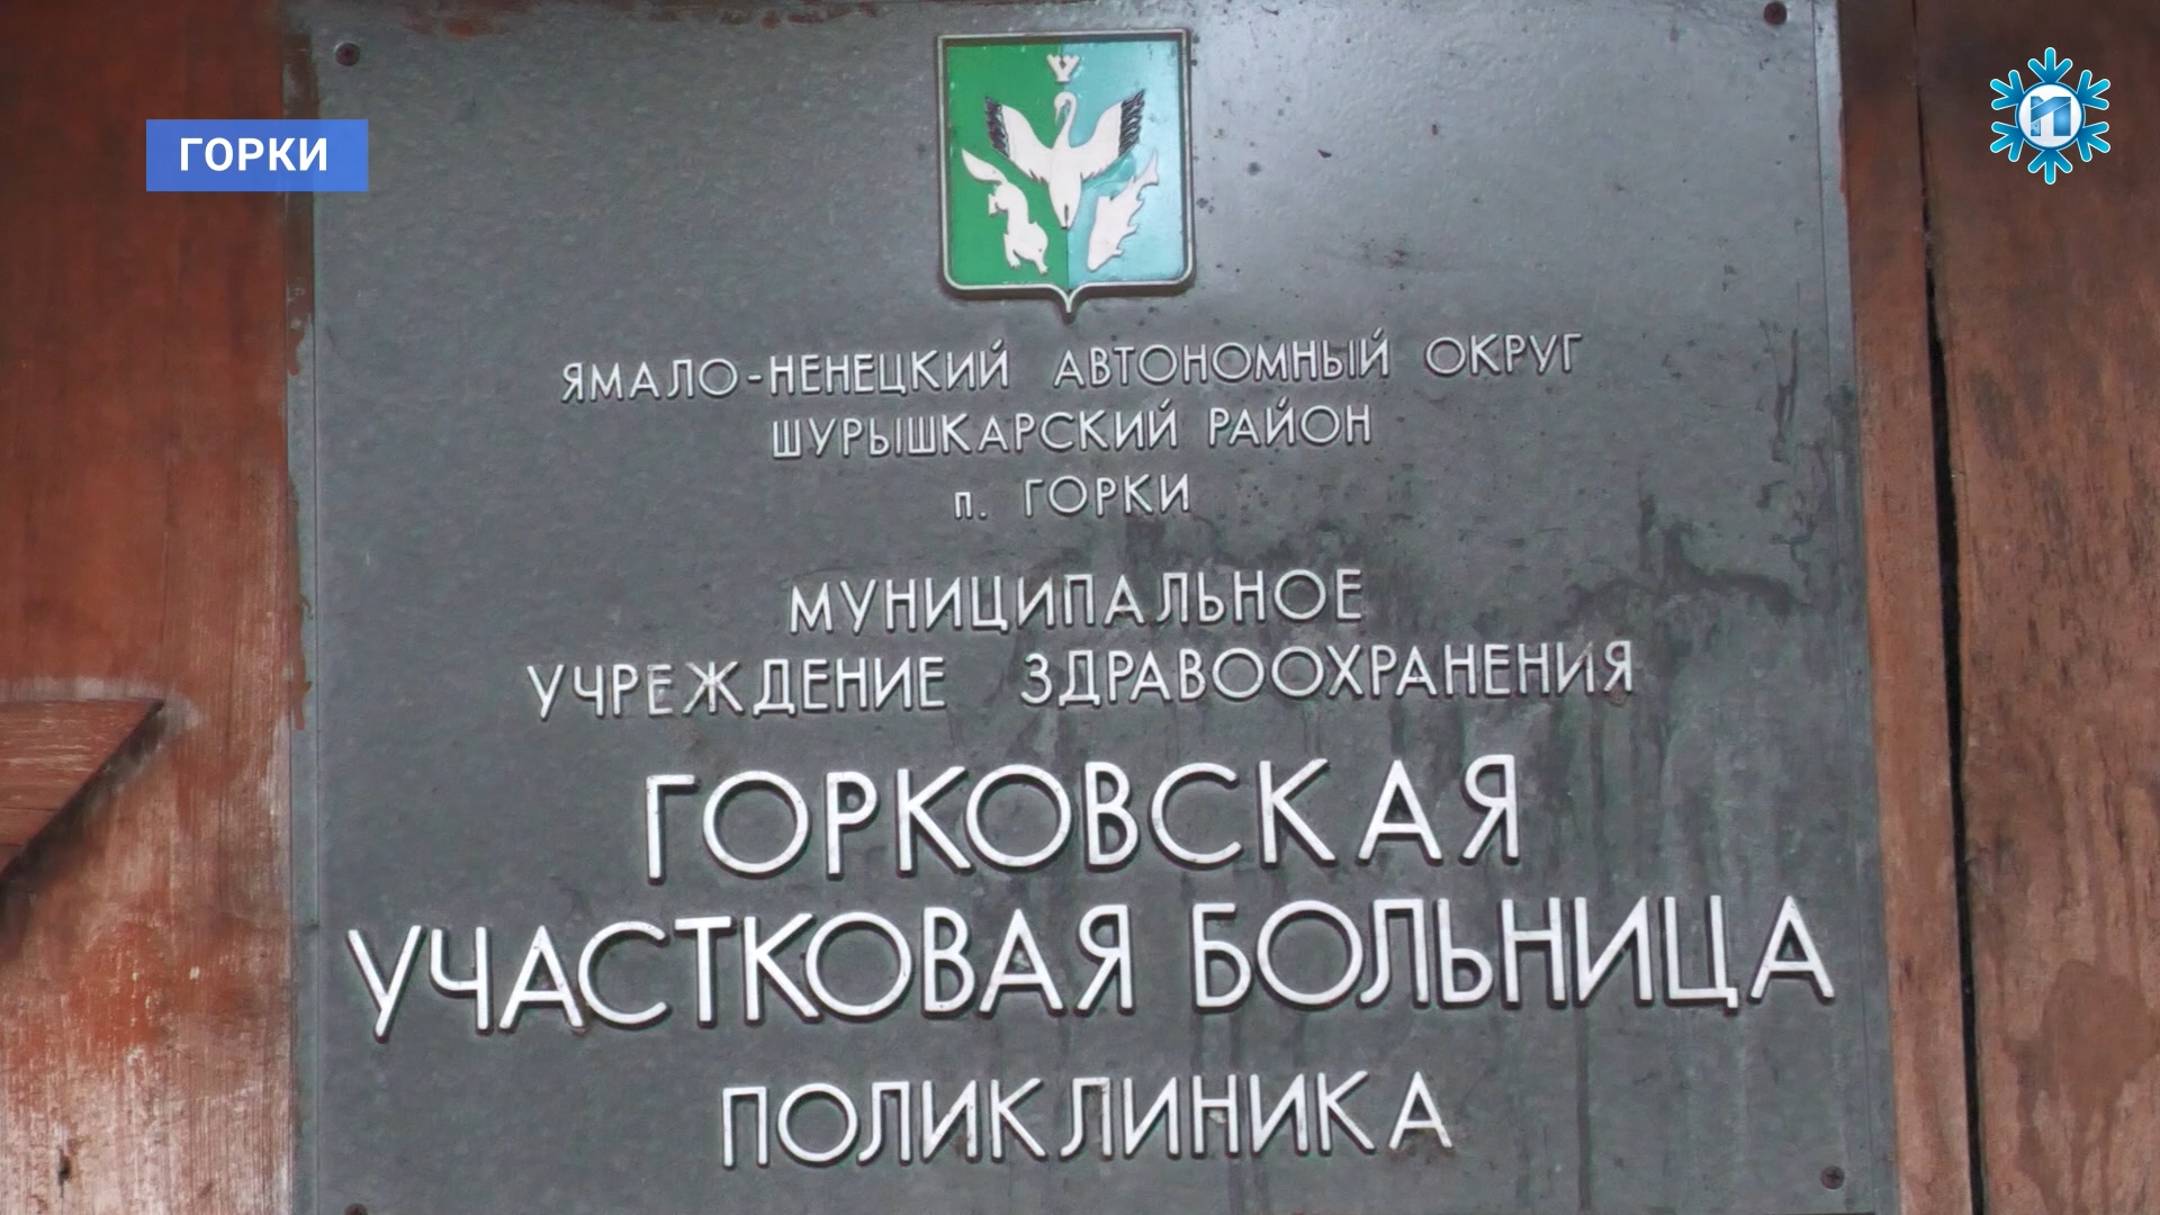 ГОРКИ
ЯМАЛО-НЕНЕЦКИЙ АВТОНОМНЫЙ ОКРУГ
ШУРЫШКАРСКИЙ РАЙОН
п. ГОРКИ
МУНИЦИПАЛЬНОЕ
УЧРЕЖДЕНИЕ ЗДРАВООХРАНЕНИЯ
ГОРКОВСКАЯ
УЧАСТКОВАЯ БОЛЬНИЦА
ПОЛИКЛИНИКА